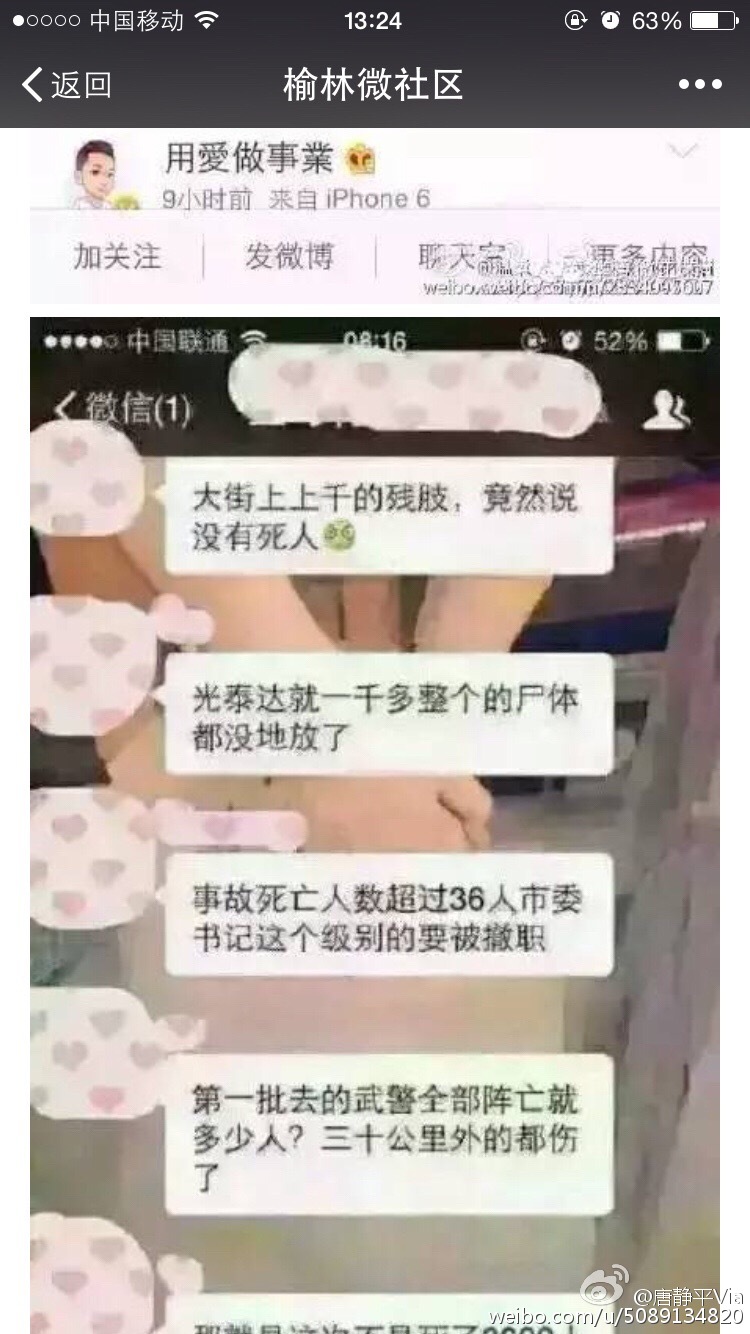 中国移动 13:24 63%
返回 榆林微社区
用愛做事業
9小时前 来自 iPhone 6
加关注 发微博 聊天室 更多内容
中国联通 08:16 52%
微信(1)
大街上上千的残肢，竟然说
没有死人
光泰达就一千多整个的尸体
都没地放了
事故死亡人数超过36人市委
书记这个级别的要被撤职
第一批去的武警全部阵亡就
多少人？三十公里外的都伤
了
@唐静平Via
weibo.com/u/5089134820